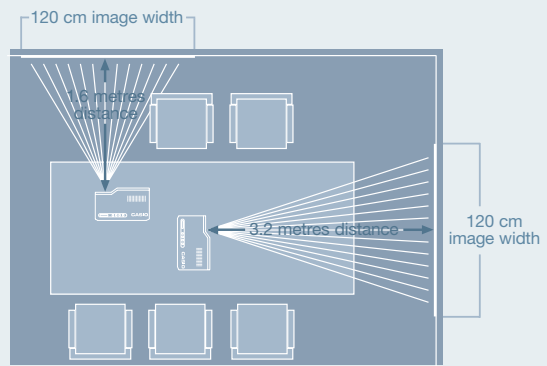 120 cm image width
1.6 metres
distance
CASIO
CASIO
3.2 metres distance
120 cm
image width